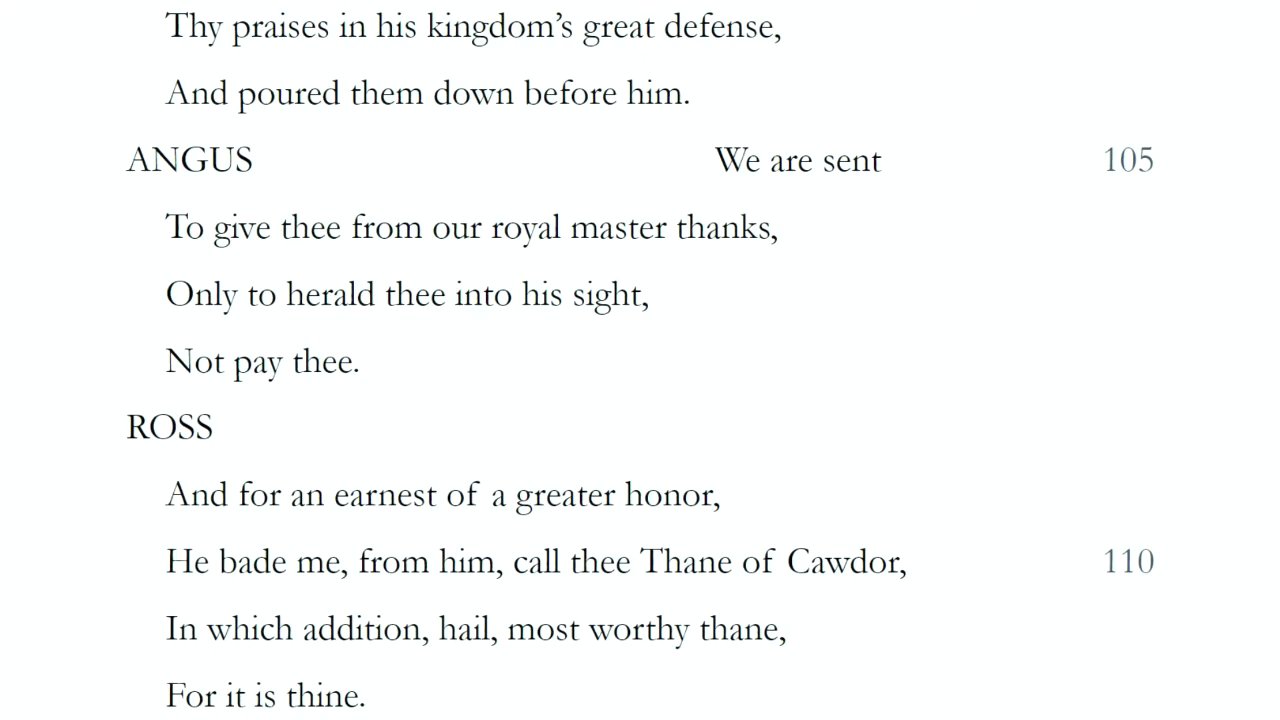 Thy praises in his kingdom’s great defense,
And poured them down before him.
ANGUS We are sent 105
To give thee from our royal master thanks,
Only to herald thee into his sight,
Not pay thee.
ROSS
And for an earnest of a greater honor,
He bade me, from him, call thee Thane of Cawdor, 110
In which addition, hail, most worthy thane,
For it is thine.